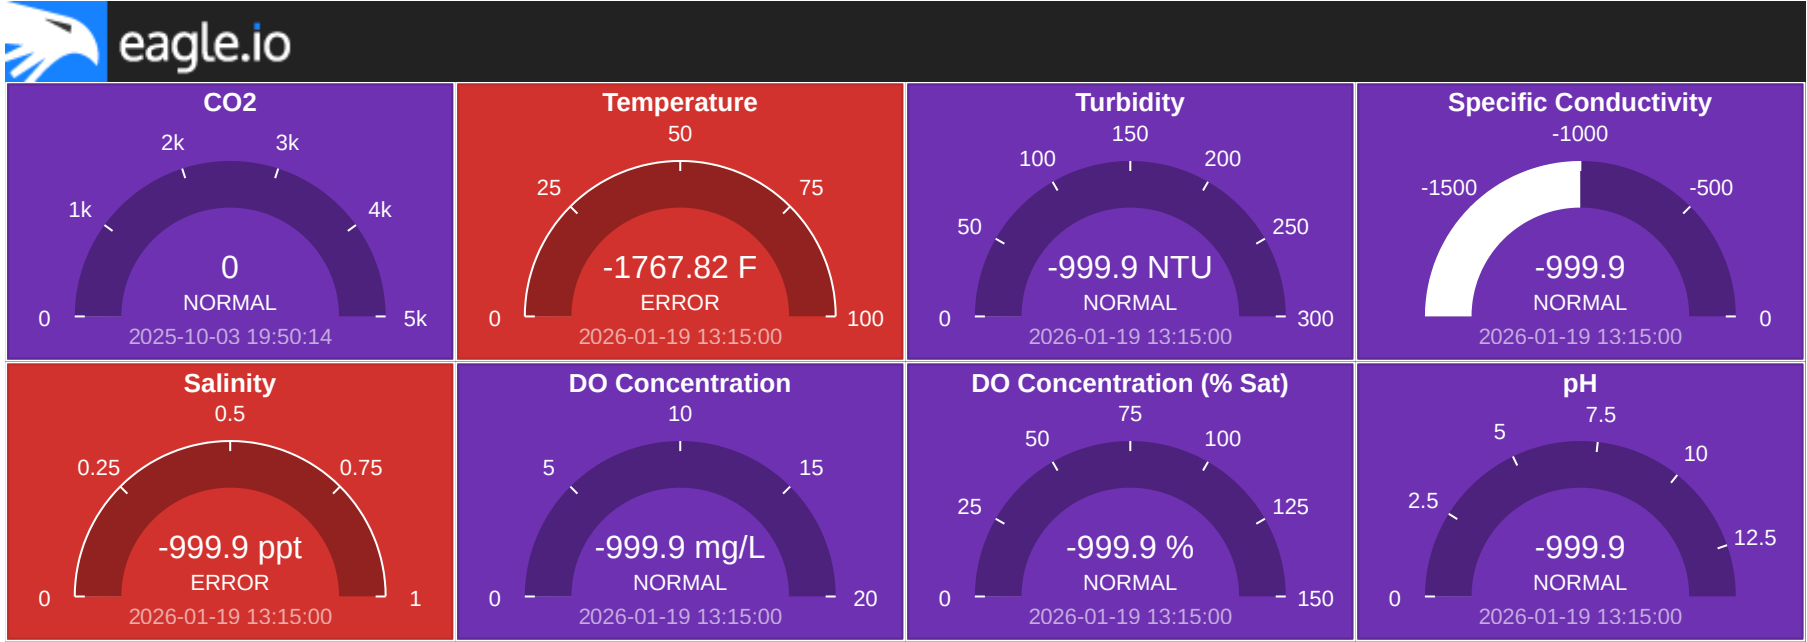 eagle.io
CO2
2k
3k
1k
4k
0
NORMAL
0
5k
2025-10-03 19:50:14
Temperature
50
25
75
-1767.82 F
ERROR
0
100
2026-01-19 13:15:00
Turbidity
150
100
200
50
250
-999.9 NTU
NORMAL
0
300
2026-01-19 13:15:00
Specific Conductivity
-1000
-1500
-500
-999.9
NORMAL
0
2026-01-19 13:15:00
Salinity
0.5
0.25
0.75
-999.9 ppt
ERROR
0
1
2026-01-19 13:15:00
DO Concentration
10
5
15
-999.9 mg/L
NORMAL
0
20
2026-01-19 13:15:00
DO Concentration (% Sat)
75
50
100
25
125
-999.9 %
NORMAL
0
150
2026-01-19 13:15:00
pH
7.5
5
10
2.5
12.5
-999.9
NORMAL
0
2026-01-19 13:15:00